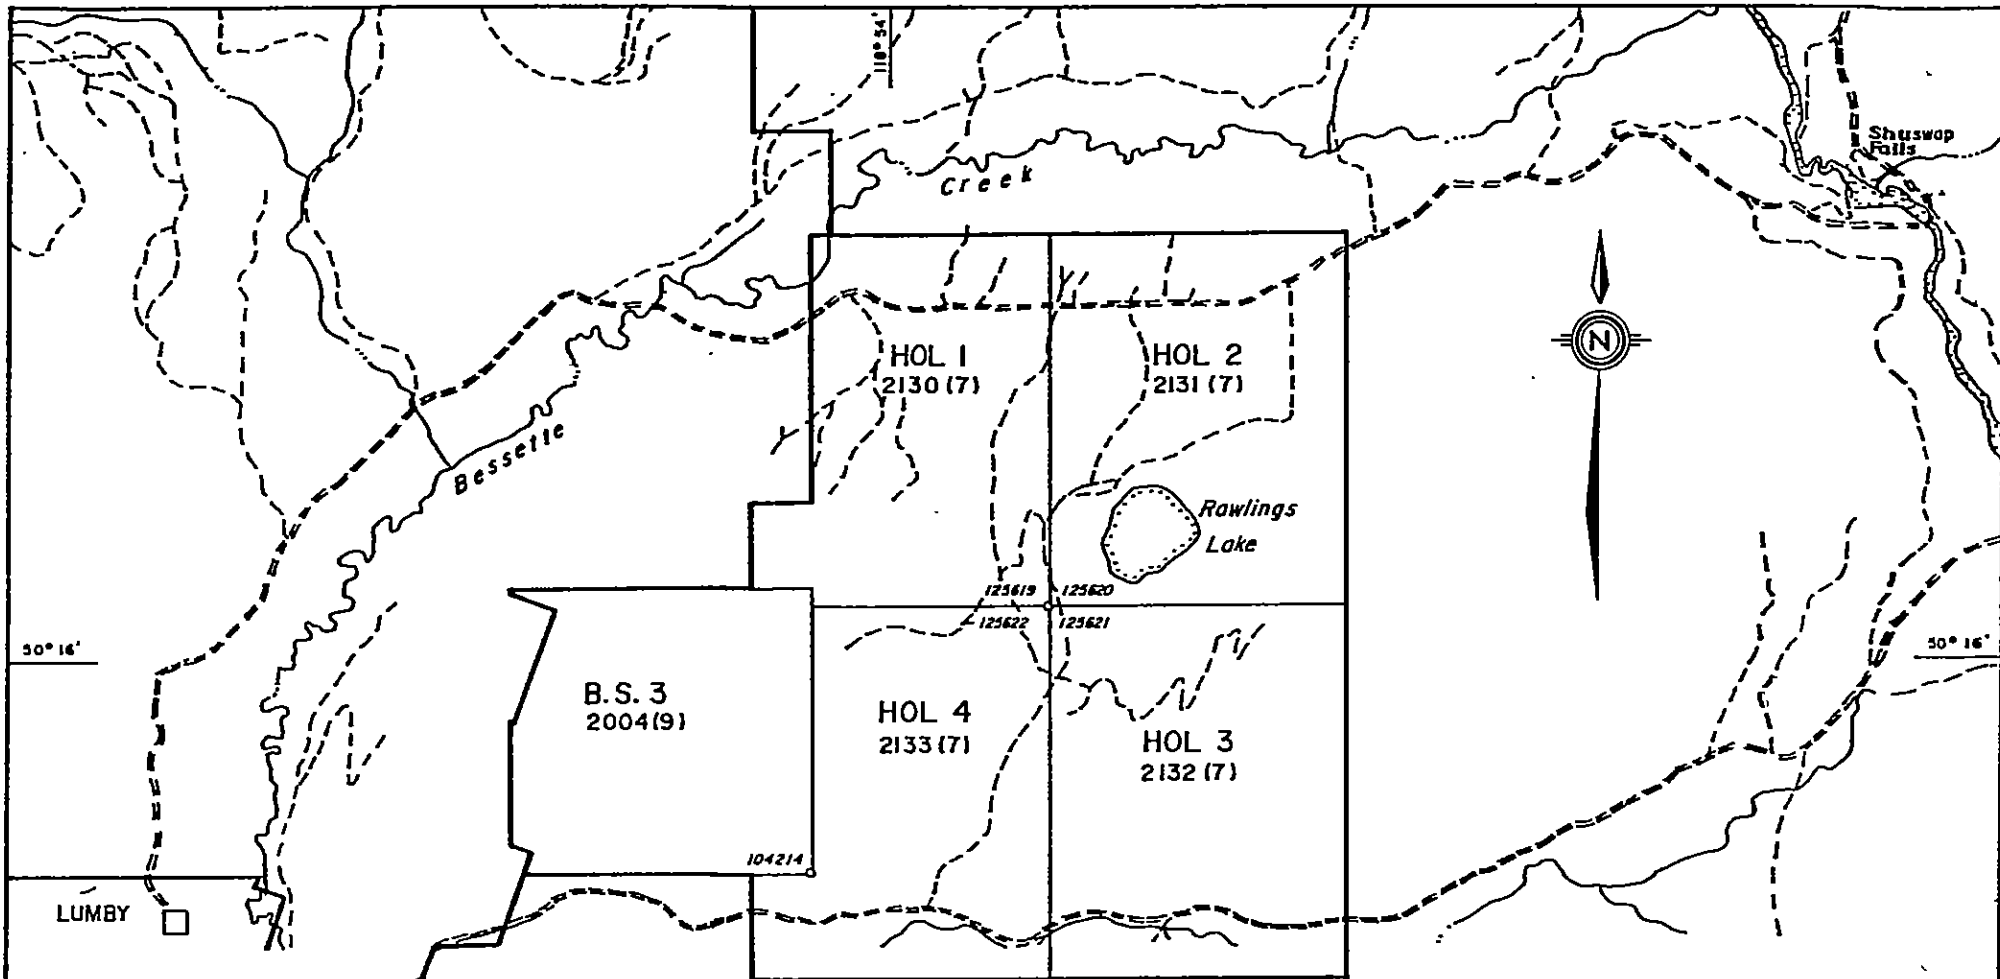 118° 54'
Shuswap
Falls
Creek
N
HOL 1
2130 (7)
HOL 2
2131 (7)
Bessette
Rawlings
Lake
125619
125620
125622
125621
50° 16'
50° 16'
B.S. 3
2004(9)
HOL 4
2133 (7)
HOL 3
2132 (7)
104214
LUMBY